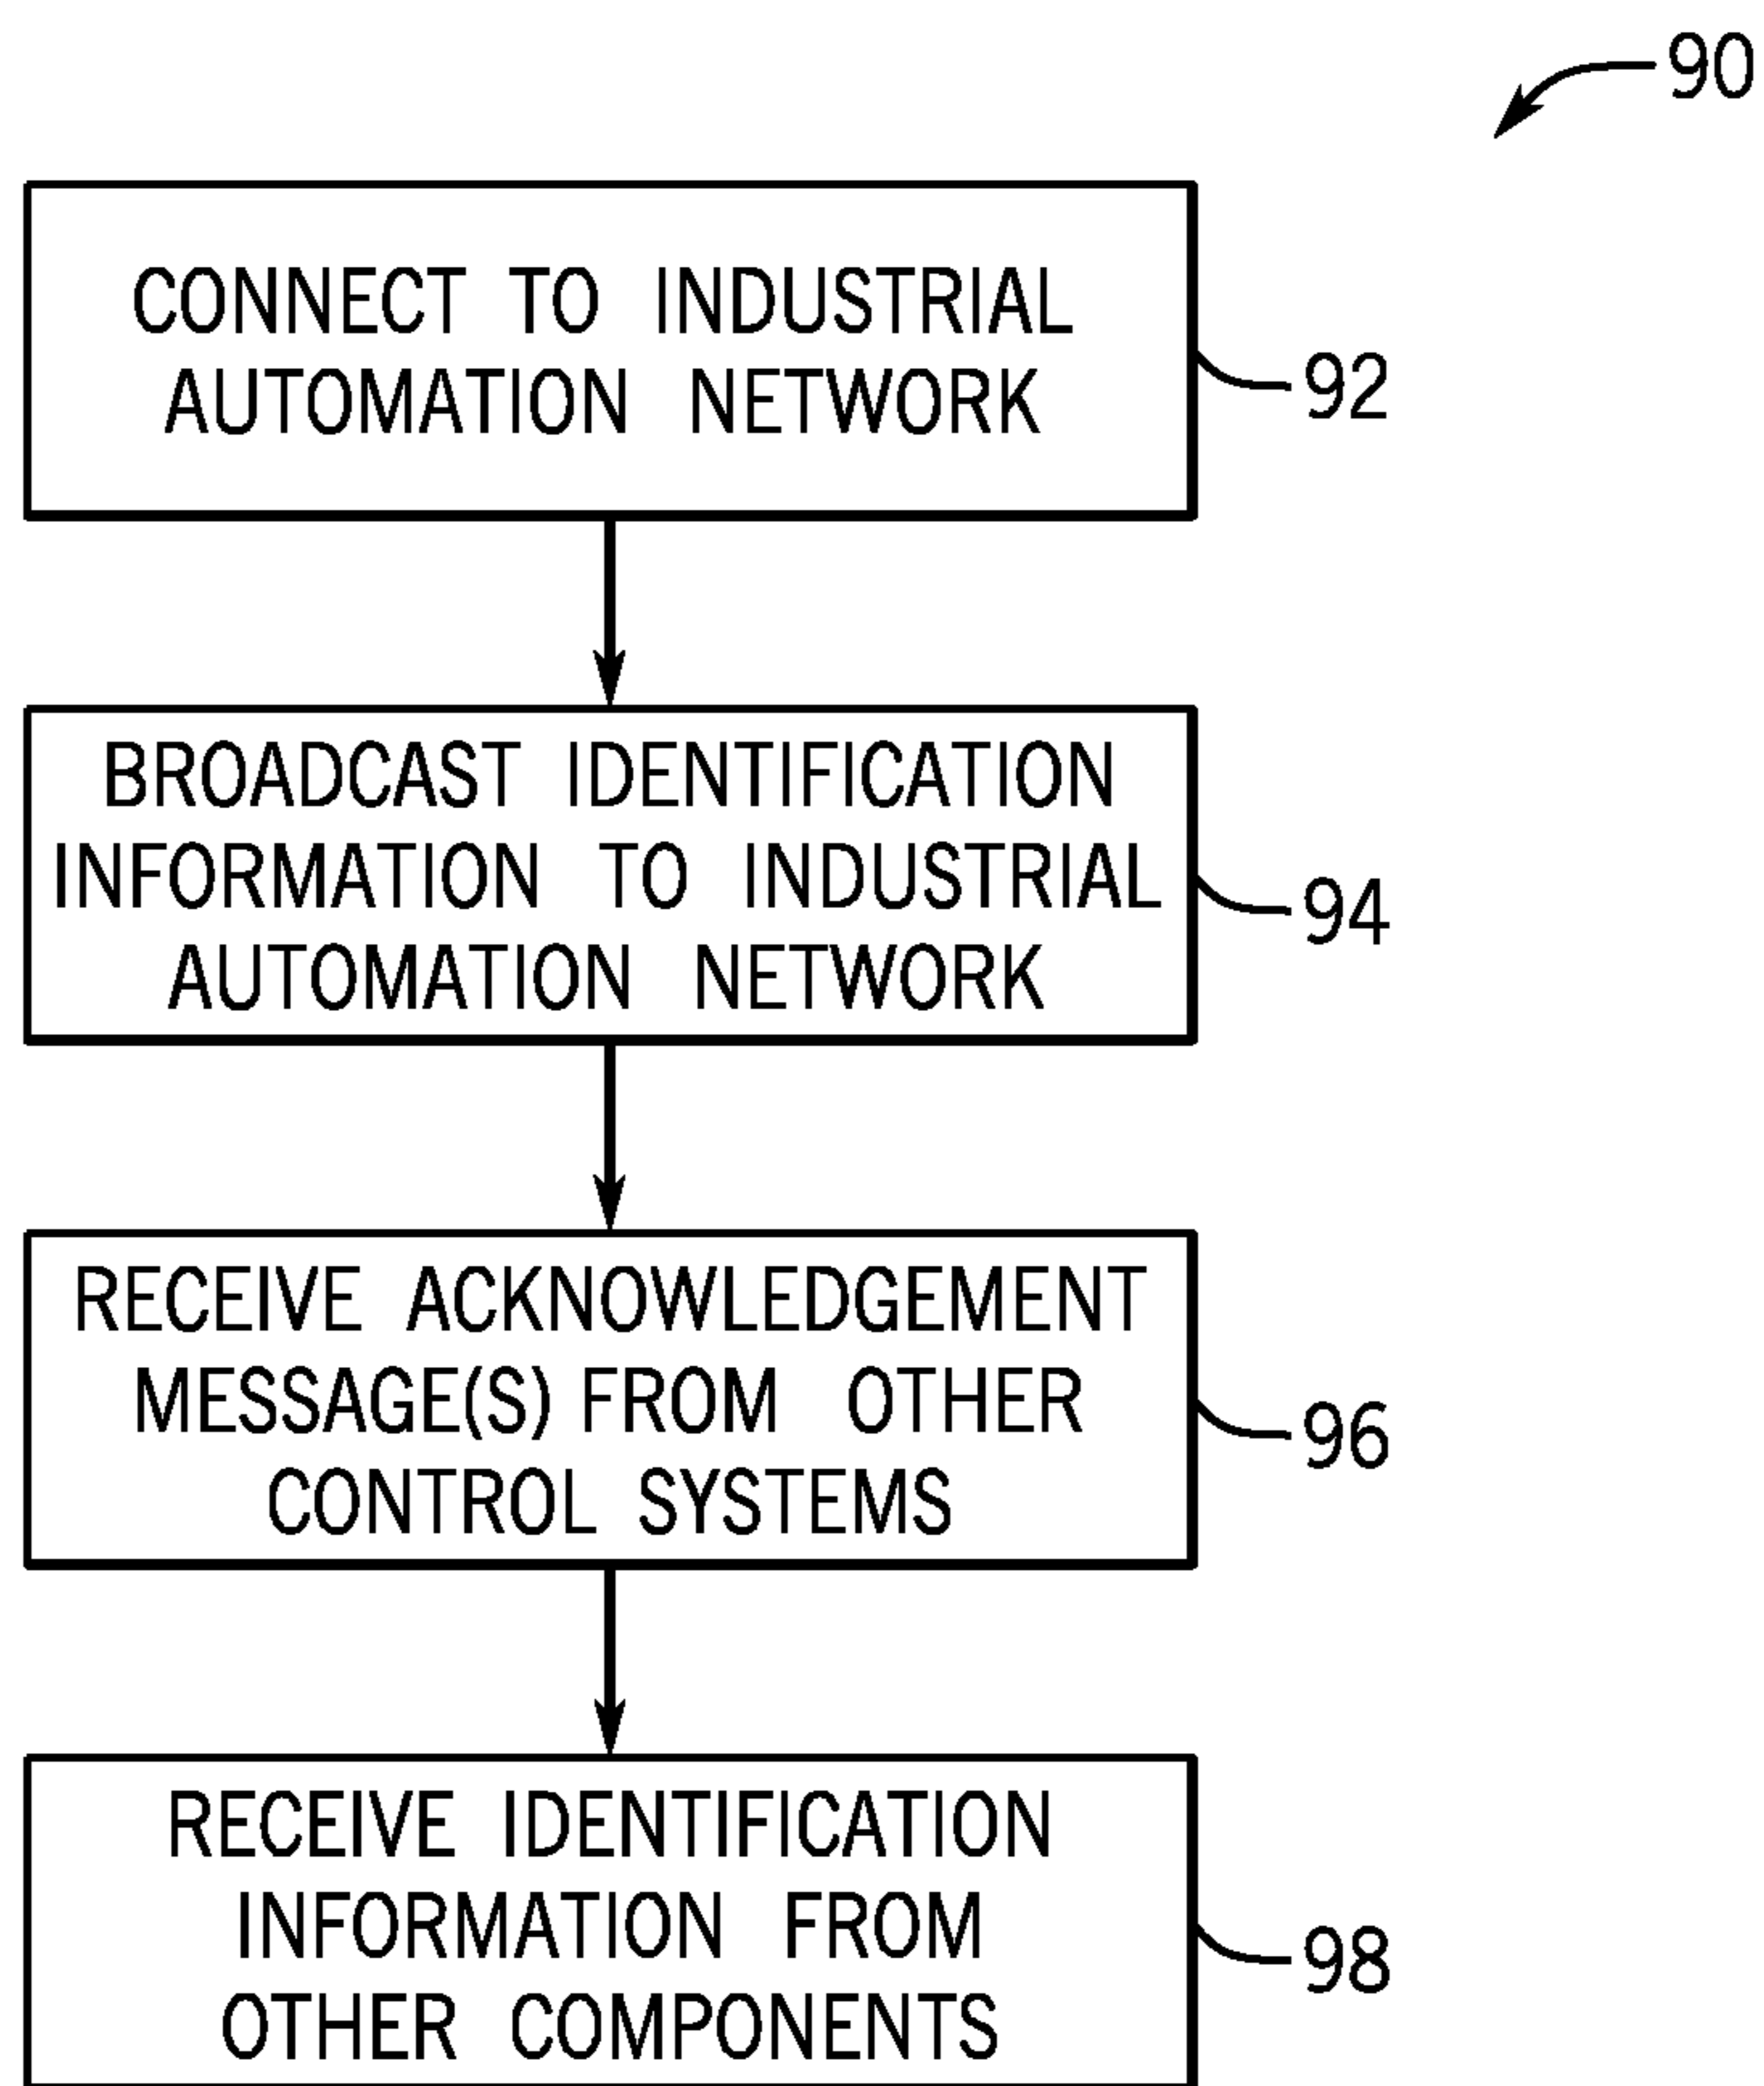 90
CONNECT TO INDUSTRIAL
AUTOMATION NETWORK
92
BROADCAST IDENTIFICATION
INFORMATION TO INDUSTRIAL
AUTOMATION NETWORK
94
RECEIVE ACKNOWLEDGEMENT
MESSAGE(S) FROM OTHER
CONTROL SYSTEMS
96
RECEIVE IDENTIFICATION
INFORMATION FROM
OTHER COMPONENTS
98